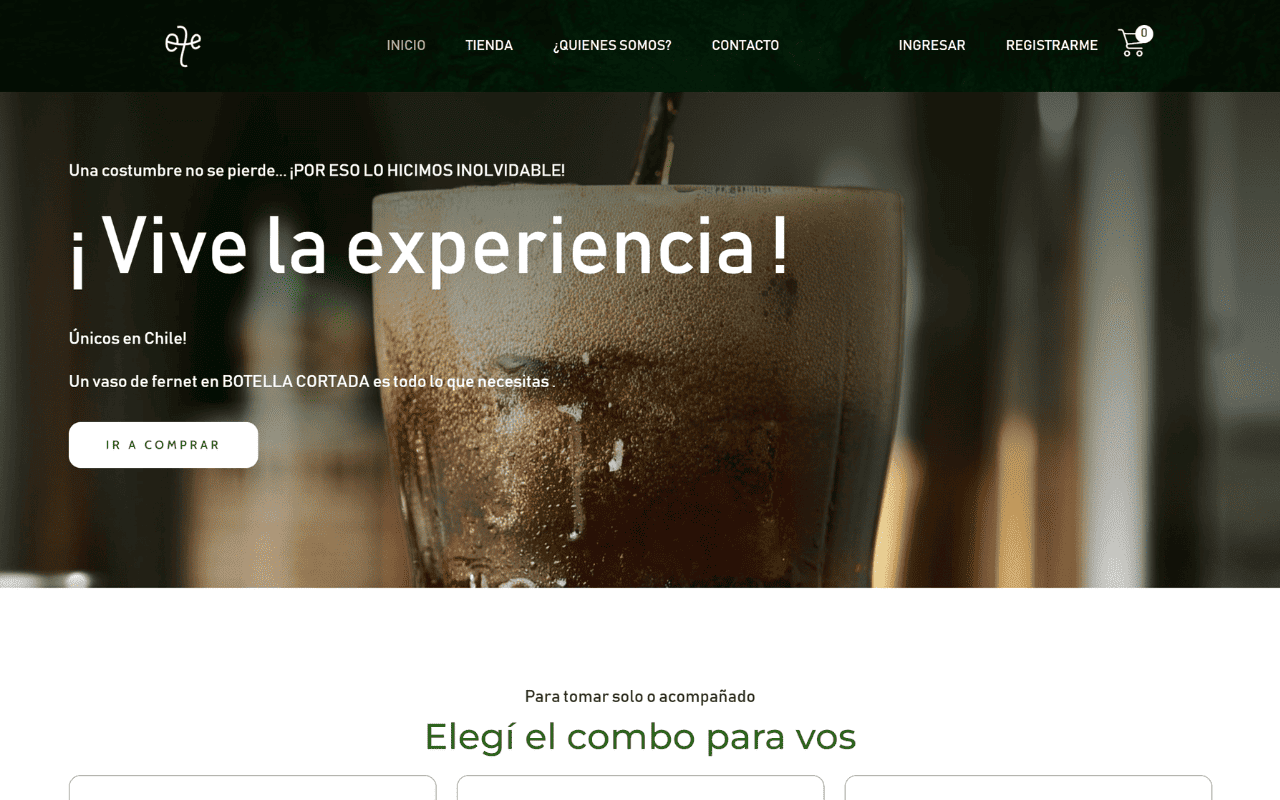 INICIO
TIENDA
¿QUIENES SOMOS?
CONTACTO
INGRESAR
REGISTRARME
0
Una costumbre no se pierde... ¡POR ESO LO HICIMOS INOLVIDABLE!
¡ Vive la experiencia !
Únicos en Chile!
Un vaso de fernet en BOTELLA CORTADA es todo lo que necesitas .
IR A COMPRAR
Para tomar solo o acompañado
Elegí el combo para vos